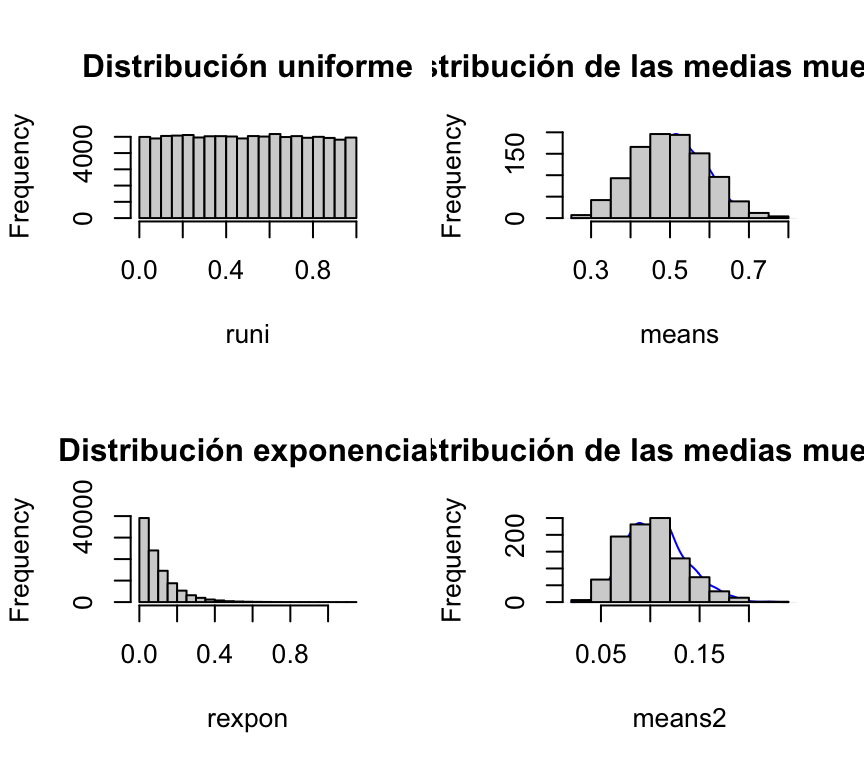 Distribución uniforme
Frequency
0 4000
0.0 0.4 0.8
runi
stribución de las medias mue
Frequency
0 150
0.3 0.5 0.7
means
Distribución exponencia
Frequency
0 40000
0.0 0.4 0.8
rexpon
stribución de las medias mue
Frequency
0 200
0.05 0.15
means2